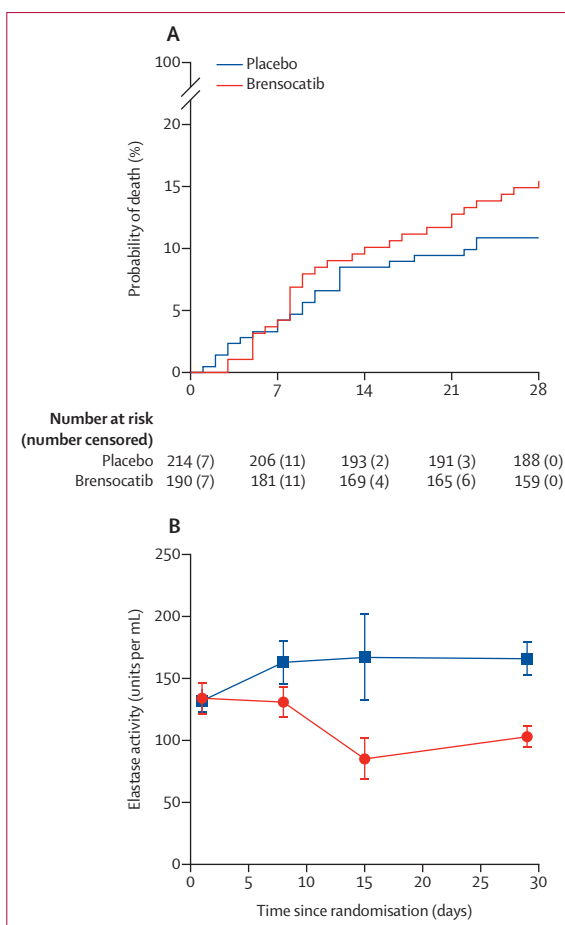 A
Placebo
Brensocatib
100
20
15
10
5
0
Probability of death (%)
0 7 14 21 28
Number at risk
(number censored)
Placebo 214 (7) 206 (11) 193 (2) 191 (3) 188 (0)
Brensocatib 190 (7) 181 (11) 169 (4) 165 (6) 159 (0)
B
250
200
150
100
50
0
Elastase activity (units per mL)
0 5 10 15 20 25 30
Time since randomisation (days)